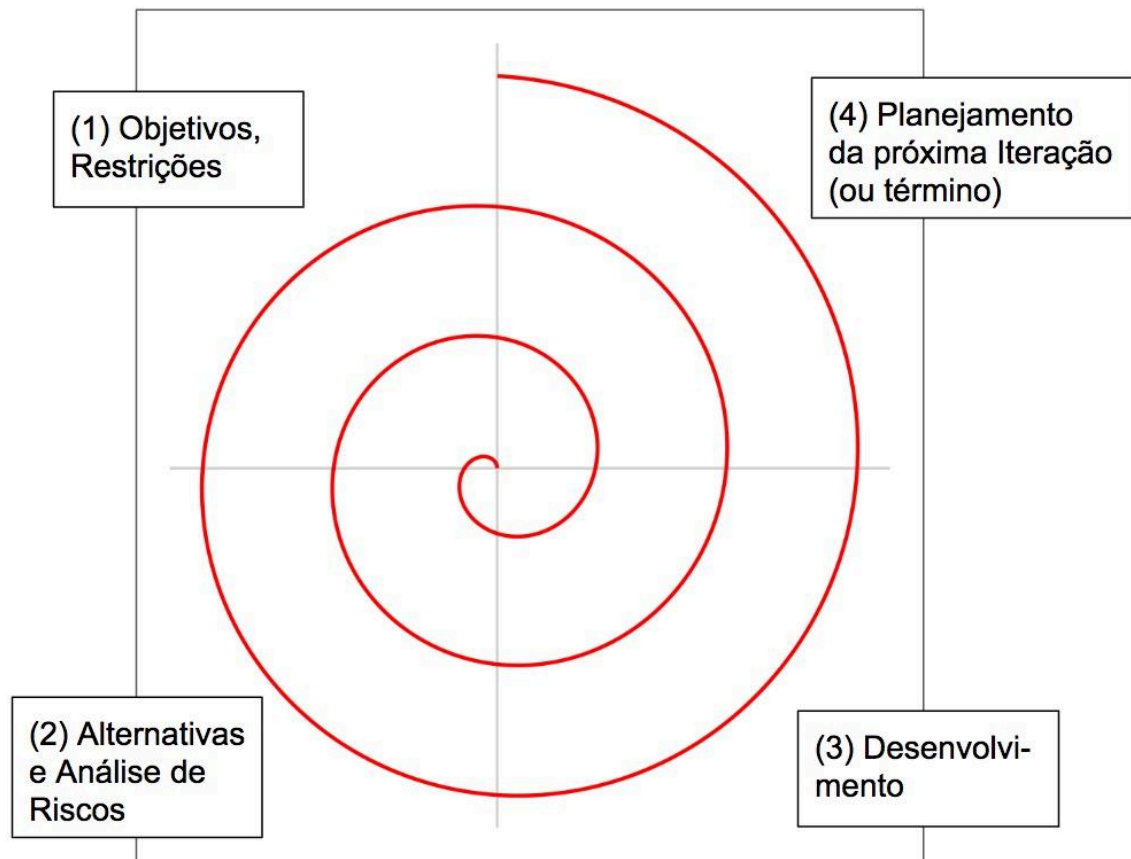 (1) Objetivos,
Restrições
(4) Planejamento
da próxima Iteração
(ou término)
(2) Alternativas
e Análise de
Riscos
(3) Desenvolvi-
mento